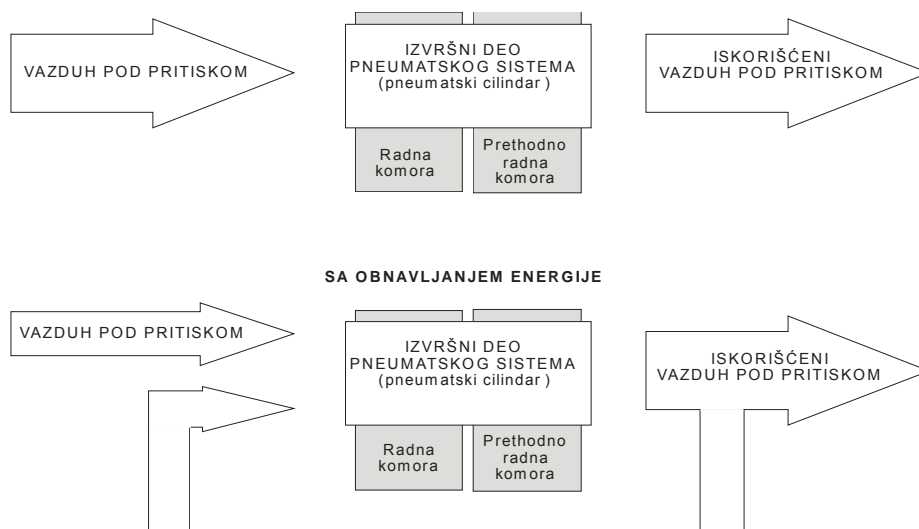 VAZDUH POD PRITISKOM
IZVRŠNI DEO
PNEUMATSKOG SISTEMA
(pneumatski cilindar)
ISKORIŠĆENI
VAZDUH POD PRITISKOM
Radna
komora
Prethodno
radna
komora
SA OBNAVLJANJEM ENERGIJE
VAZDUH POD PRITISKOM
IZVRŠNI DEO
PNEUMATSKOG SISTEMA
(pneumatski cilindar)
ISKORIŠĆENI
VAZDUH POD PRITISKOM
Radna
komora
Prethodno
radna
komora